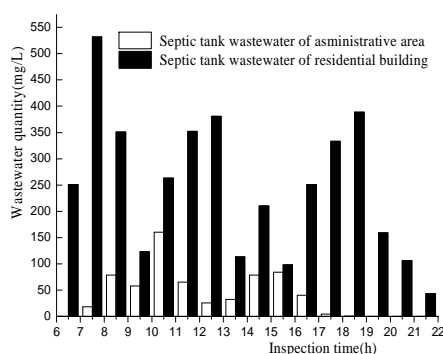 550
500
450
400
350
300
250
200
150
100
50
0
Wastewater quantity(mg/L)
Septic tank wastewater of asministrative area
Septic tank wastewater of residential building
6 7 8 9 10 11 12 13 14 15 16 17 18 19 20 21 22
Inspection time(h)